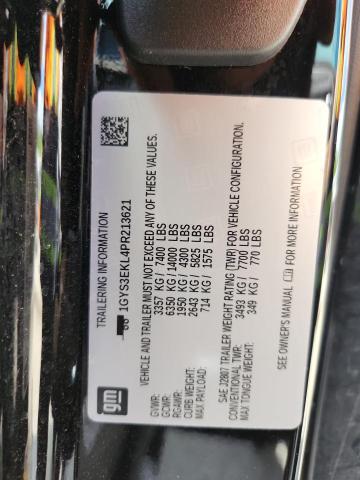 gm
TRAILERING INFORMATION
1GYS3EKL4PR213621
VEHICLE AND TRAILER MUST NOT EXCEED ANY OF THESE VALUES.
GVWR: 3357 KG / 7400 LBS
GCWR: 6350 KG / 14000 LBS
RGAWR: 1950 KG / 4300 LBS
CURB WEIGHT: 2643 KG / 5825 LBS
MAX PAYLOAD: 714 KG / 1575 LBS
SAE J2807 TRAILER WEIGHT RATING (TWR) FOR VEHICLE CONFIGURATION.
CONVENTIONAL TWR: 3493 KG / 7700 LBS
MAX TONGUE WEIGHT: 349 KG / 770 LBS
SEE OWNER'S MANUAL FOR MORE INFORMATION